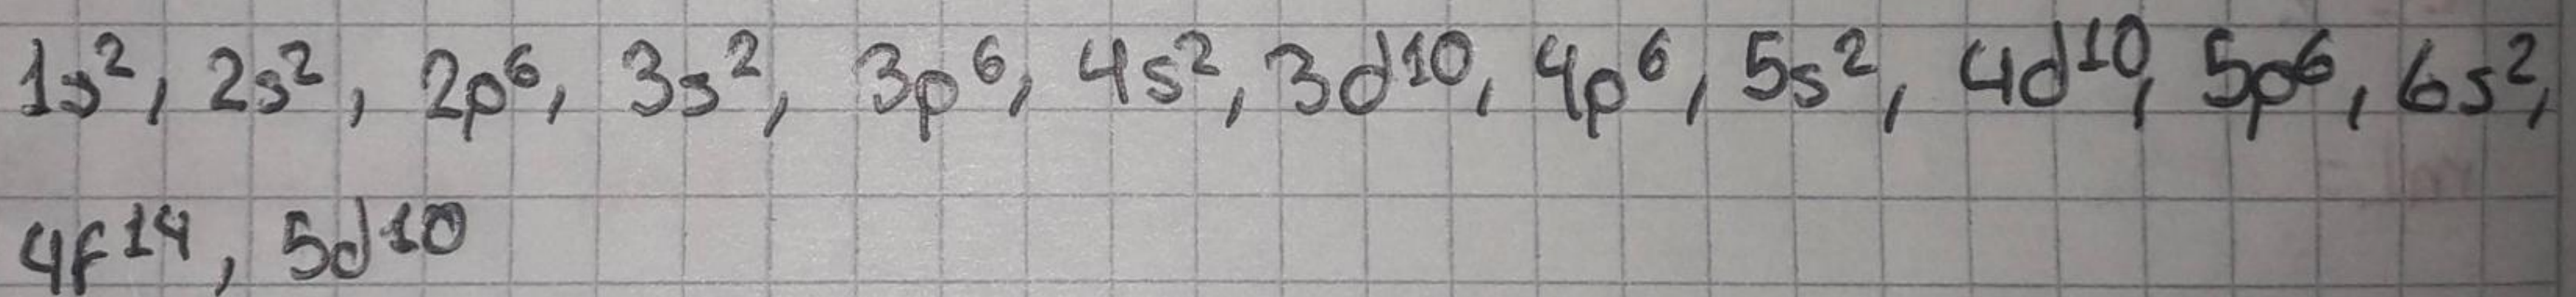 1s², 2s², 2p⁶, 3s², 3p⁶, 4s², 3d¹⁰, 4p⁶, 5s², 4d¹⁰, 5p⁶, 6s²,
4f¹⁴, 5d¹⁰